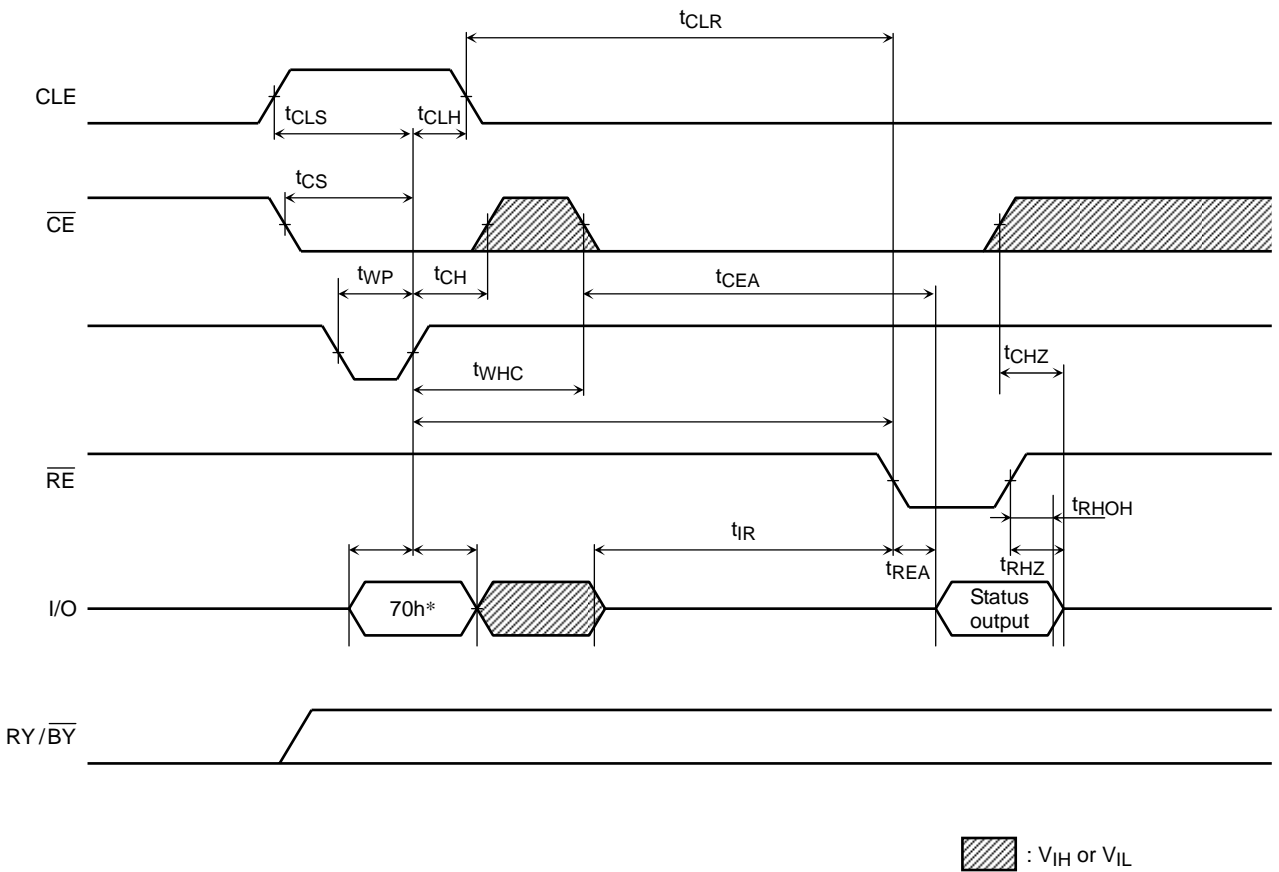 tCLR
CLE
tCLS
tCLH
tCS
CE
tWP
tCH
tCEA
tCHZ
tWHC
RE
tRHOH
tIR
tREA
tRHZ
I/O
70h*
Status
output
RY/BY
: VIH or VIL